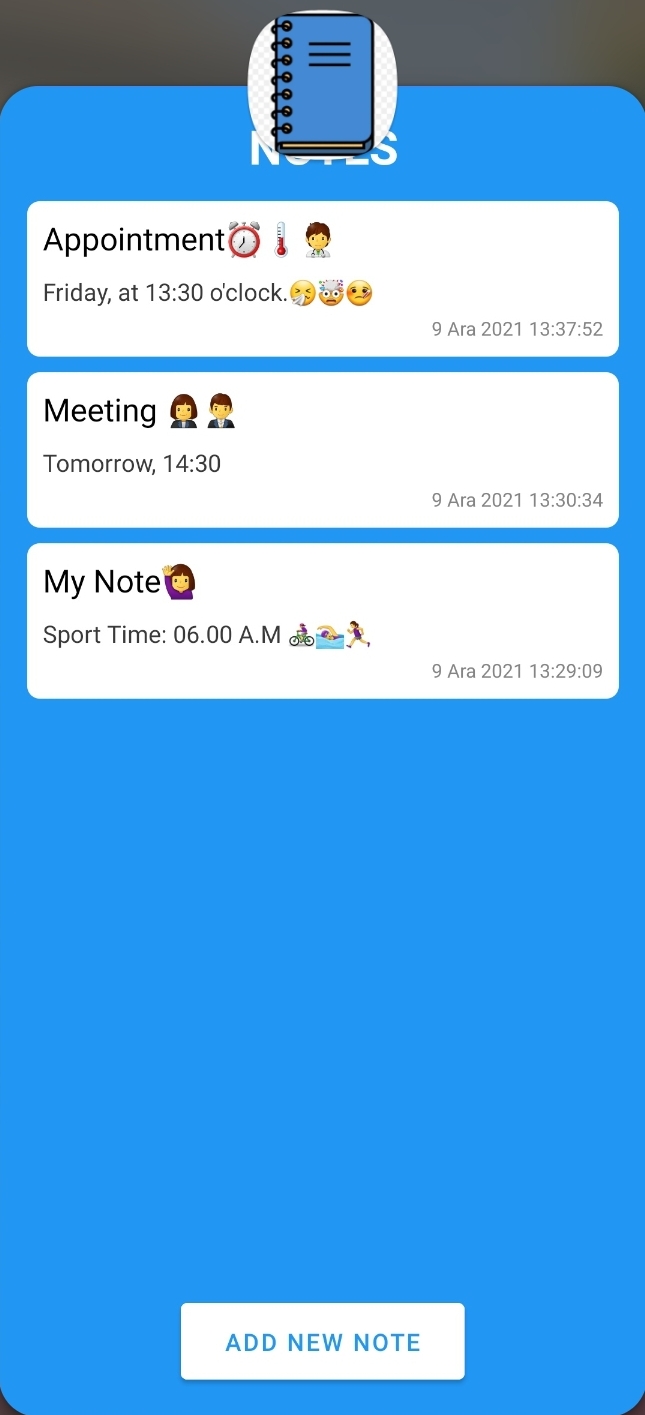 NOTES
Appointment⏰🌡️🧑‍⚕️
Friday, at 13:30 o'clock.🤧🤯🤒
9 Ara 2021 13:37:52
Meeting 👩‍💼👨‍💼
Tomorrow, 14:30
9 Ara 2021 13:30:34
My Note🙋‍♀️
Sport Time: 06.00 A.M 🚴‍♀️🏊‍♀️🏃‍♀️
9 Ara 2021 13:29:09
ADD NEW NOTE